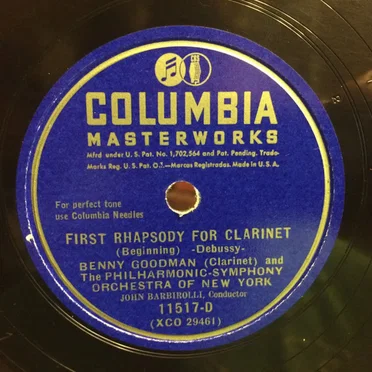 COLUMBIA
MASTERWORKS
Mfrd under U. S. Pat. No. 1,702,564 and Pat. Pending. Trade-
Marks Reg. U. S. Pat. O.T.—Marcas Registradas. Made in U. S. A.
For perfect tone
use Columbia Needles
FIRST RHAPSODY FOR CLARINET
(Beginning) -Debussy-
BENNY GOODMAN (Clarinet) and
The PHILHARMONIC-SYMPHONY
ORCHESTRA OF NEW YORK
JOHN BARBIROLLI, Conductor
11517-D
(XCO 29461)